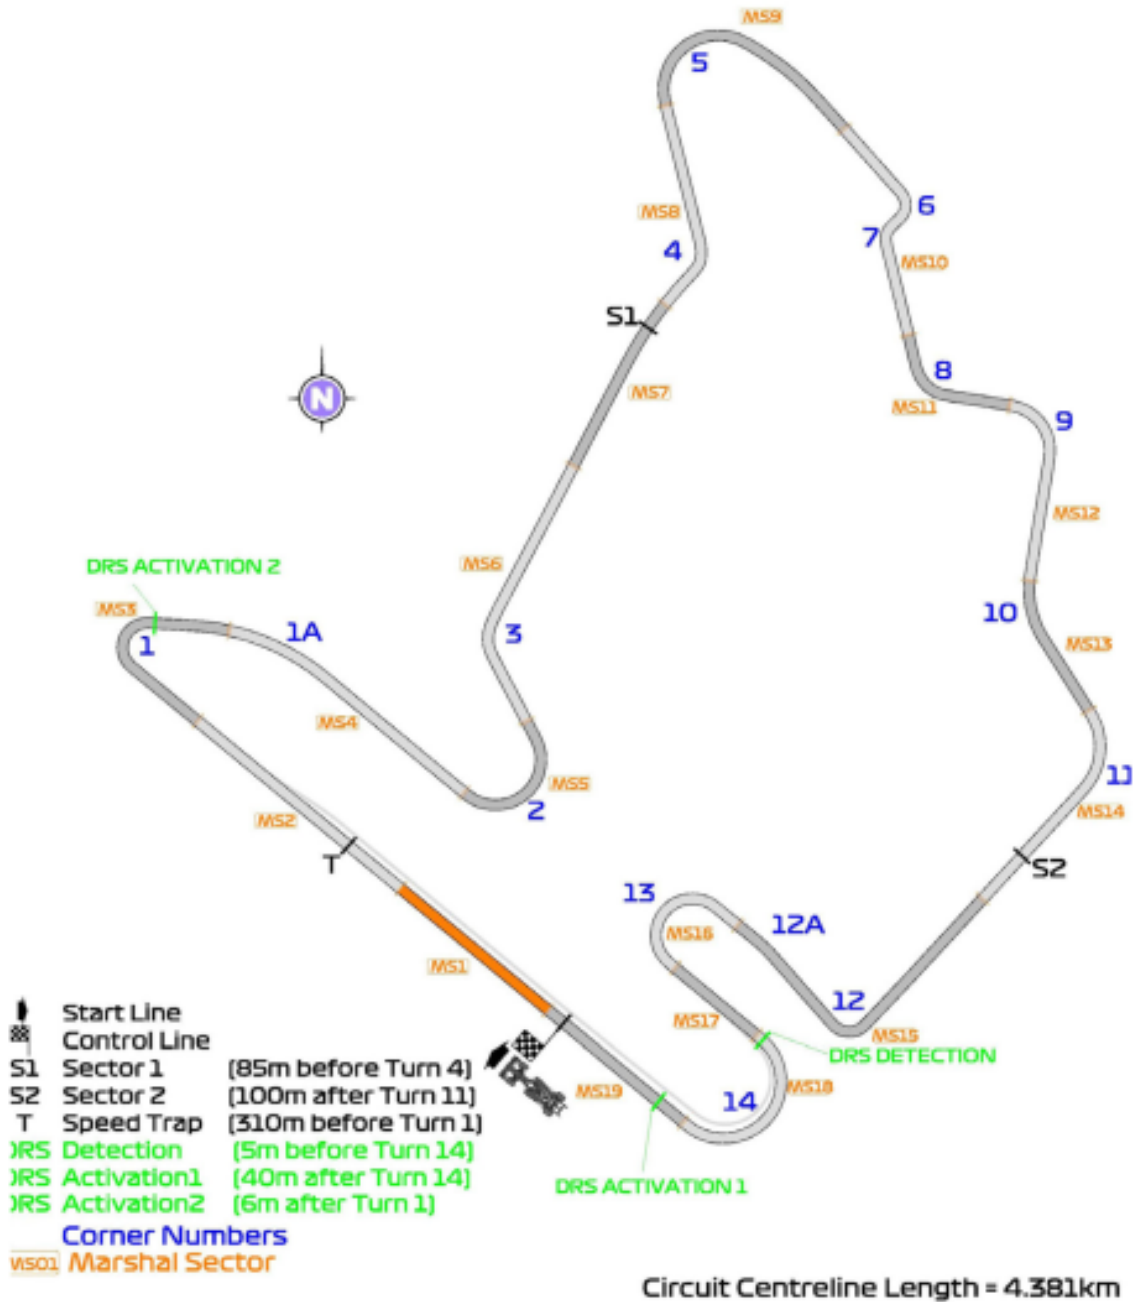 MS9
5
6
MS8
4
7
MS10
S1
8
MS7
MS11
9
N
MS12
MS6
DRS ACTIVATION 2
MS3
1A
3
10
1
MS13
MS4
11
MS5
2
MS14
MS2
T
S2
13
12A
MS16
MS1
12
MS17
MS15
DRS DETECTION
MS19
14
MS18
DRS ACTIVATION 1
Start Line
Control Line
S1 Sector 1 (85m before Turn 4)
S2 Sector 2 (100m after Turn 11)
T Speed Trap (310m before Turn 1)
DRS Detection (5m before Turn 14)
DRS Activation1 (40m after Turn 14)
DRS Activation2 (6m after Turn 1)
Corner Numbers
MS01 Marshal Sector
Circuit Centreline Length = 4.381km